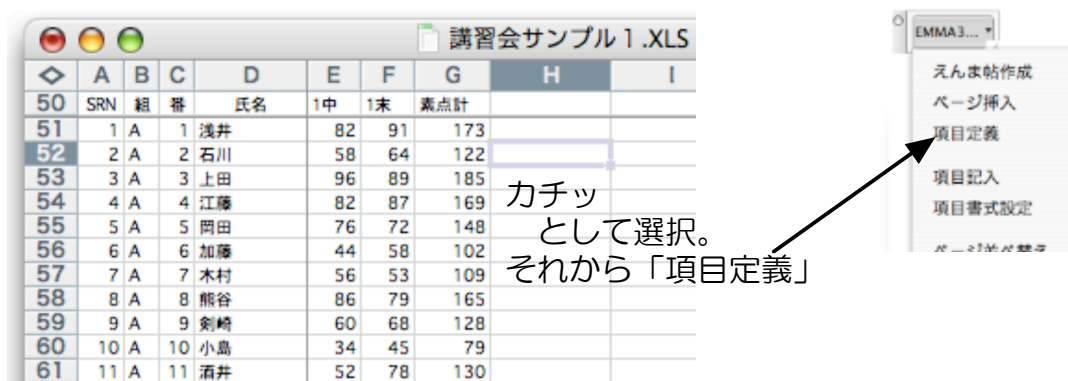 講習会サンプル1.XLS
A B C D E F G H I
50 SRN 組 番 氏名 1中 1末 素点計
51 1 A 1 浅井 82 91 173
52 2 A 2 石川 58 64 122
53 3 A 3 上田 96 89 185
54 4 A 4 江藤 82 87 169
55 5 A 5 岡田 76 72 148
56 6 A 6 加藤 44 58 102
57 7 A 7 木村 56 53 109
58 8 A 8 熊谷 86 79 165
59 9 A 9 剣崎 60 68 128
60 10 A 10 小島 34 45 79
61 11 A 11 酒井 52 78 130
カチッ
として選択。
それから「項目定義」
EMMA3...
えんま帖作成
ページ挿入
項目定義
項目記入
項目書式設定
ページ並べ替え